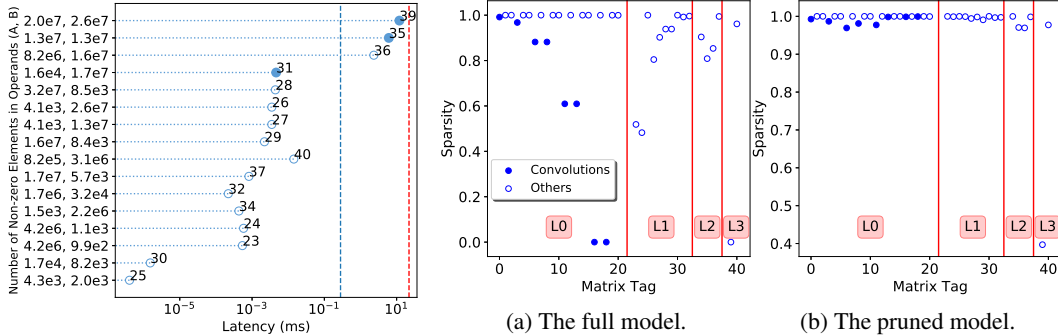 Number of Non-zero Elements in Operands (A,B)
2.0e7, 2.6e7 39
1.3e7, 1.3e7 35
8.2e6, 1.6e7 36
1.6e4, 1.7e7 31
3.2e7, 8.5e3 28
4.1e3, 2.6e7 26
4.1e3, 1.3e7 27
1.6e7, 8.4e3 29
8.2e5, 3.1e6 40
1.7e7, 5.7e3 37
1.7e6, 3.2e4 32
1.5e3, 2.2e6 34
4.2e6, 1.1e3 24
4.2e6, 9.9e2 23
1.7e4, 8.2e3 30
4.3e3, 2.0e3 25
10⁻⁵ 10⁻¹ 10¹
Latency (ms)
Sparsity
1.0
0.8
0.6
0.4
0.2
0.0
Convolutions
Others
L0 L1 L2 L3
0 10 20 30 40
Matrix Tag
(a) The full model.
Sparsity
1.0
0.9
0.8
0.7
0.6
0.5
0.4
L0 L1 L2 L3
0 10 20 30 40
Matrix Tag
(b) The pruned model.